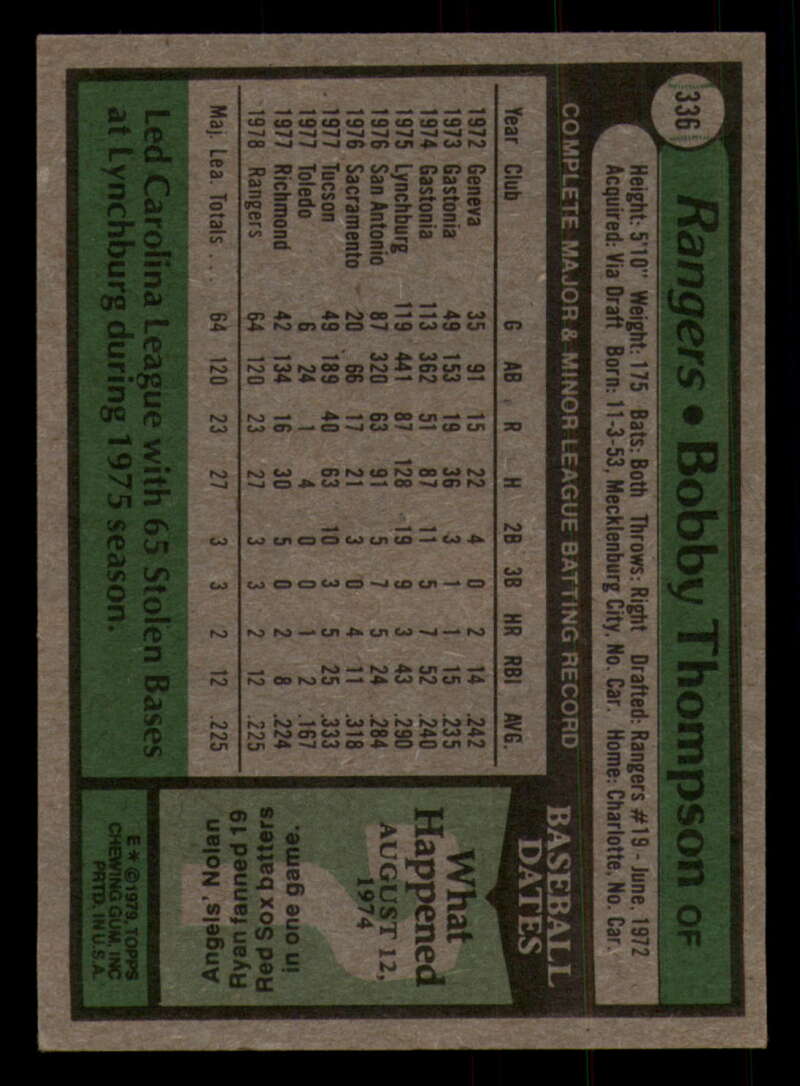 336
Rangers • Bobby Thompson OF
Height: 5'10" Weight: 175 Bats: Both Throws: Right Drafted: Rangers #19 - June, 1972
Acquired: Via Draft Born: 11-3-53, Mecklenburg City, No. Car. Home: Charlotte, No. Car.
COMPLETE MAJOR & MINOR LEAGUE BATTING RECORD
Year Club G AB R H 2B 3B HR RBI AVG.
1972 Geneva 35 91 15 22 4 0 2 14 .242
1973 Gastonia 49 153 19 36 3 1 1 15 .235
1974 Gastonia 113 362 51 87 11 5 7 52 .240
1975 Lynchburg 119 441 87 128 19 9 3 43 .290
1976 San Antonio 87 320 63 91 5 7 5 24 .284
1976 Sacramento 20 66 17 21 3 0 4 11 .318
1977 Tucson 49 189 40 63 10 3 5 25 .333
1977 Toledo 6 24 1 4 0 0 1 2 .167
1977 Richmond 42 134 16 30 5 0 2 8 .224
1978 Rangers 64 120 23 27 3 3 2 12 .225
Maj. Lea. Totals . . . 64 120 23 27 3 3 2 12 .225
Led Carolina League with 65 Stolen Bases
at Lynchburg during 1975 season.
BASEBALL
DATES
What
Happened
AUGUST 12,
1974
Angels' Nolan
Ryan fanned 19
Red Sox batters
in one game.
E* ©1979 TOPPS
CHEWING GUM, INC
PRTD. IN U.S.A.